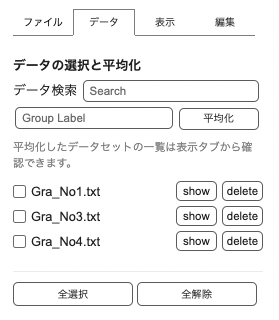 ファイル データ 表示 編集
データの選択と平均化
データ検索 Search
Group Label 平均化
平均化したデータセットの一覧は表示タブから確
認できます。
Gra_No1.txt show delete
Gra_No3.txt show delete
Gra_No4.txt show delete
全選択 全解除